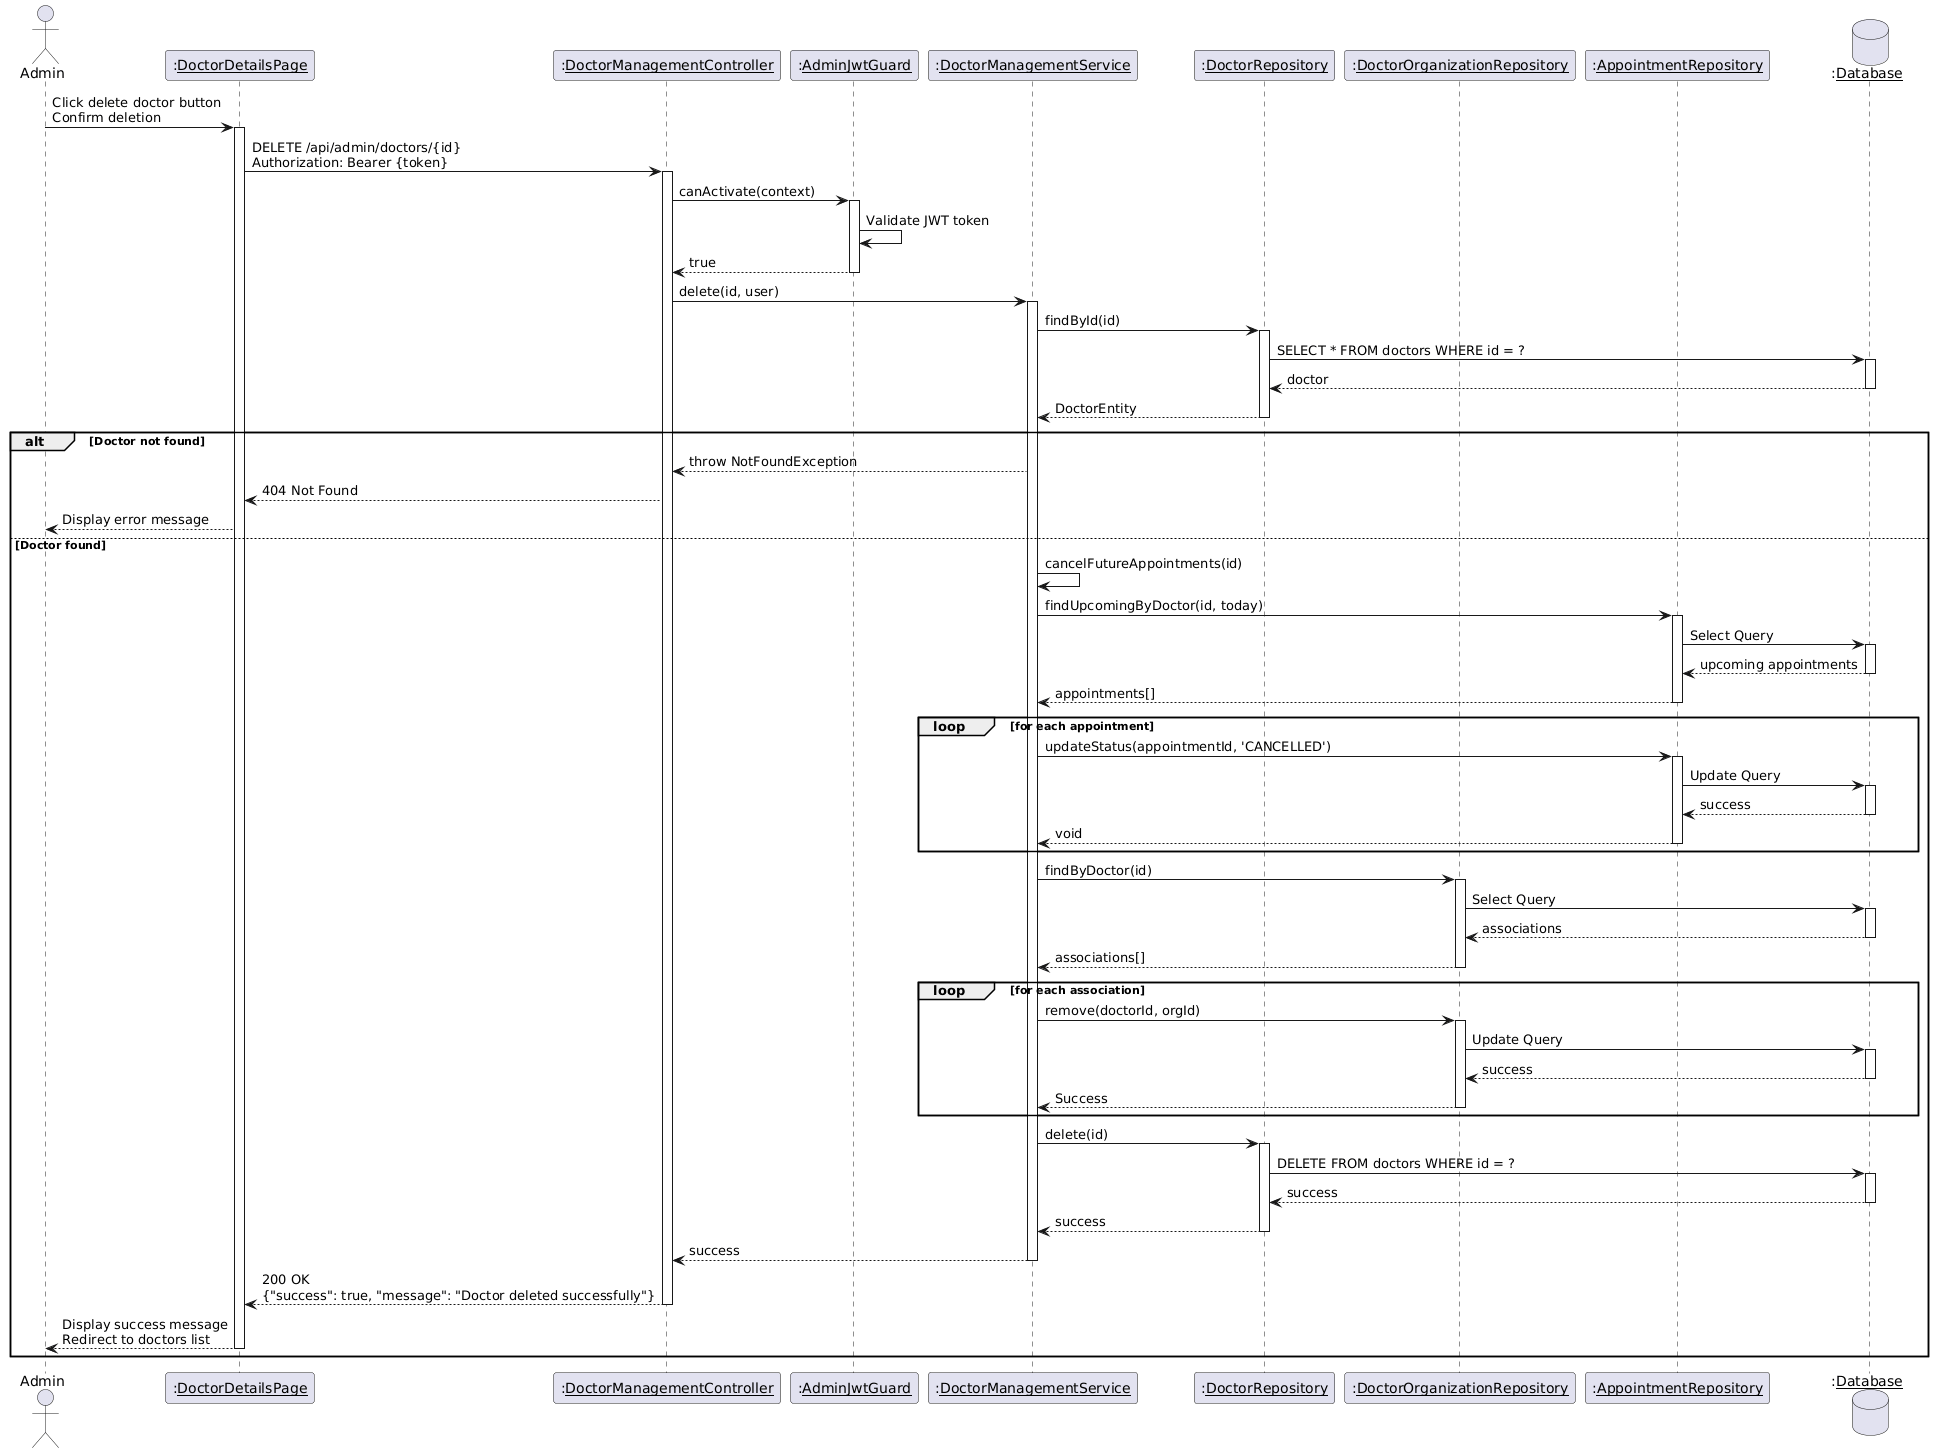 Admin
:DoctorDetailsPage
:DoctorManagementController
:AdminJwtGuard
:DoctorManagementService
:DoctorRepository
:DoctorOrganizationRepository
:AppointmentRepository
:Database
Click delete doctor button
Confirm deletion
DELETE /api/admin/doctors/{id}
Authorization: Bearer {token}
canActivate(context)
Validate JWT token
true
delete(id, user)
findById(id)
SELECT * FROM doctors WHERE id = ?
doctor
DoctorEntity
alt
[Doctor not found]
throw NotFoundException
404 Not Found
Display error message
[Doctor found]
cancelFutureAppointments(id)
findUpcomingByDoctor(id, today)
Select Query
upcoming appointments
appointments[]
loop
[for each appointment]
updateStatus(appointmentId, 'CANCELLED')
Update Query
success
void
findByDoctor(id)
Select Query
associations
associations[]
loop
[for each association]
remove(doctorId, orgId)
Update Query
success
Success
delete(id)
DELETE FROM doctors WHERE id = ?
success
success
success
200 OK
{"success": true, "message": "Doctor deleted successfully"}
Display success message
Redirect to doctors list
Admin
:DoctorDetailsPage
:DoctorManagementController
:AdminJwtGuard
:DoctorManagementService
:DoctorRepository
:DoctorOrganizationRepository
:AppointmentRepository
:Database